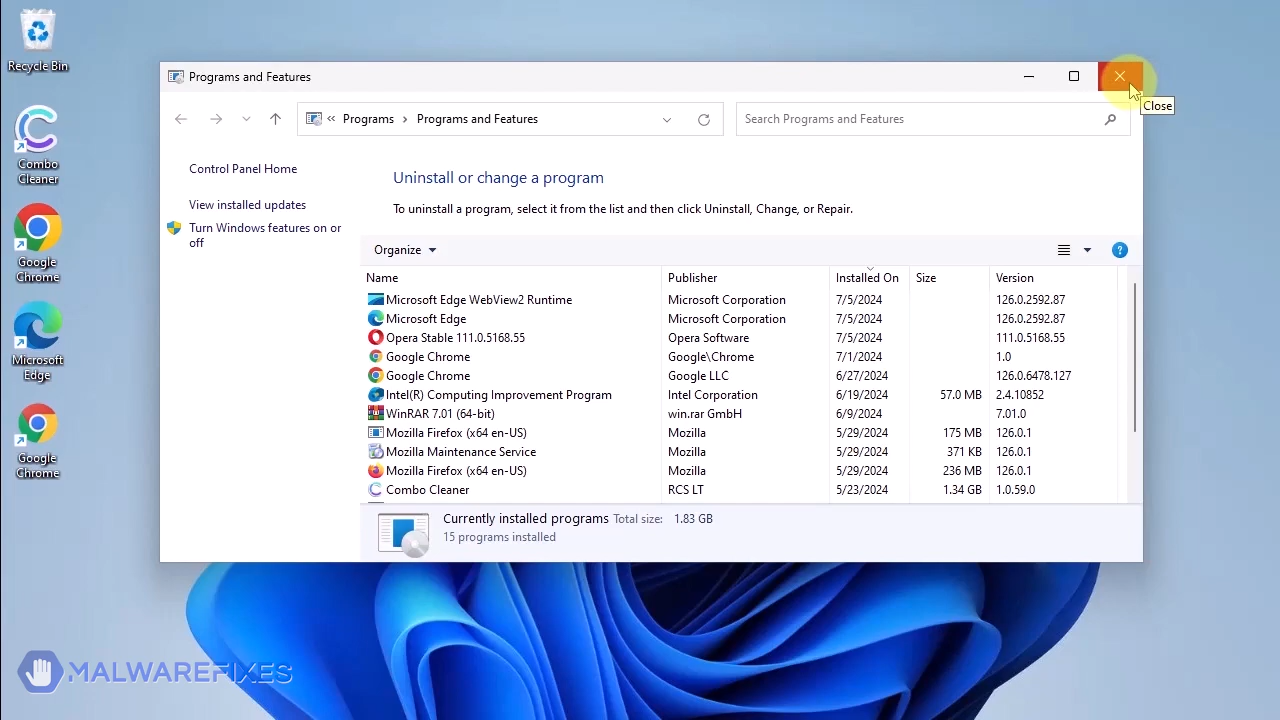 Recycle Bin
Combo
Cleaner
Google
Chrome
Microsoft
Edge
Google
Chrome
Programs and Features
Close
Programs Programs and Features
Search Programs and Features
Control Panel Home
View installed updates
Turn Windows features on or
off
Uninstall or change a program
To uninstall a program, select it from the list and then click Uninstall, Change, or Repair.
Organize
Name Publisher Installed On Size Version
Microsoft Edge WebView2 Runtime Microsoft Corporation 7/5/2024 126.0.2592.87
Microsoft Edge Microsoft Corporation 7/5/2024 126.0.2592.87
Opera Stable 111.0.5168.55 Opera Software 7/5/2024 111.0.5168.55
Google Chrome Google\Chrome 7/1/2024 1.0
Google Chrome Google LLC 6/27/2024 126.0.6478.127
Intel(R) Computing Improvement Program Intel Corporation 6/19/2024 57.0 MB 2.4.10852
WinRAR 7.01 (64-bit) win.rar GmbH 6/9/2024 7.01.0
Mozilla Firefox (x64 en-US) Mozilla 5/29/2024 175 MB 126.0.1
Mozilla Maintenance Service Mozilla 5/29/2024 371 KB 126.0.1
Mozilla Firefox (x64 en-US) Mozilla 5/29/2024 236 MB 126.0.1
Combo Cleaner RCS LT 5/23/2024 1.34 GB 1.0.59.0
Currently installed programs Total size: 1.83 GB
15 programs installed
MALWAREFIXES